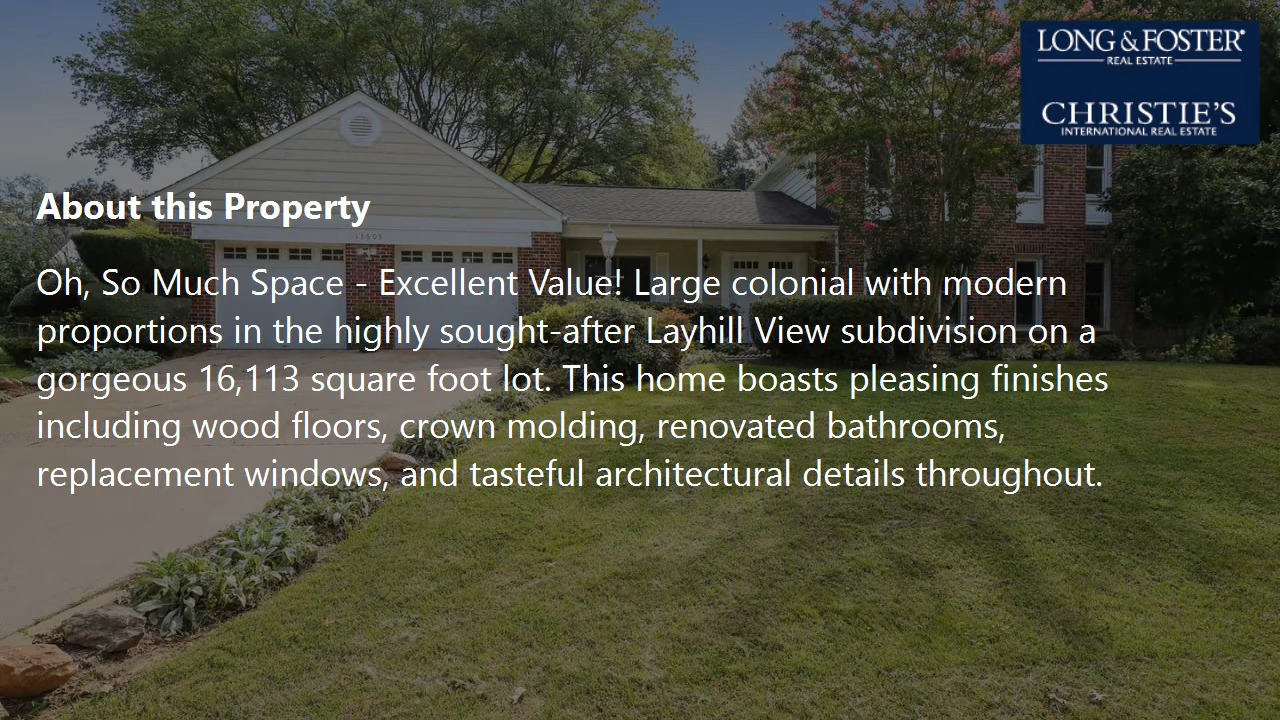 LONG & FOSTER®
REAL ESTATE
CHRISTIE'S
INTERNATIONAL REAL ESTATE
About this Property
Oh, So Much Space - Excellent Value! Large colonial with modern
proportions in the highly sought-after Layhill View subdivision on a
gorgeous 16,113 square foot lot. This home boasts pleasing finishes
including wood floors, crown molding, renovated bathrooms,
replacement windows, and tasteful architectural details throughout.